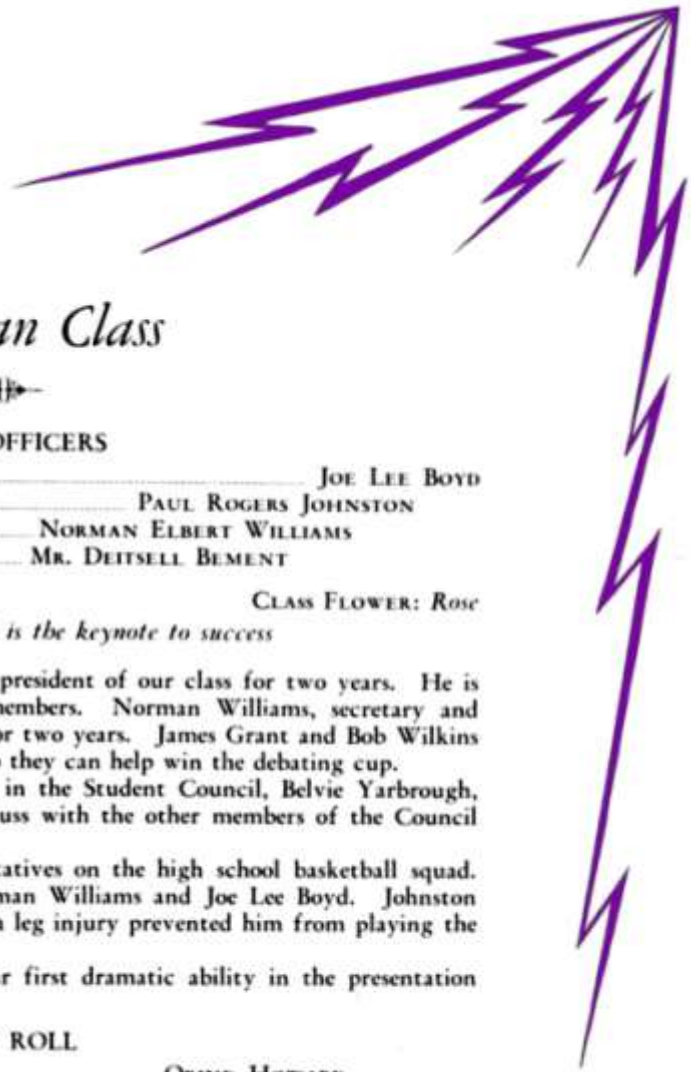 an Class
OFFICERS
JOE LEE BOYD
PAUL ROGERS JOHNSTON
NORMAN ELBERT WILLIAMS
MR. DEITSELL BEMENT
CLASS FLOWER: Rose
is the keynote to success
president of our class for two years. He is
members. Norman Williams, secretary and
or two years. James Grant and Bob Wilkins
they can help win the debating cup.
in the Student Council, Belvie Yarbrough,
uss with the other members of the Council
tatives on the high school basketball squad.
man Williams and Joe Lee Boyd. Johnston
leg injury prevented him from playing the
r first dramatic ability in the presentation
ROLL